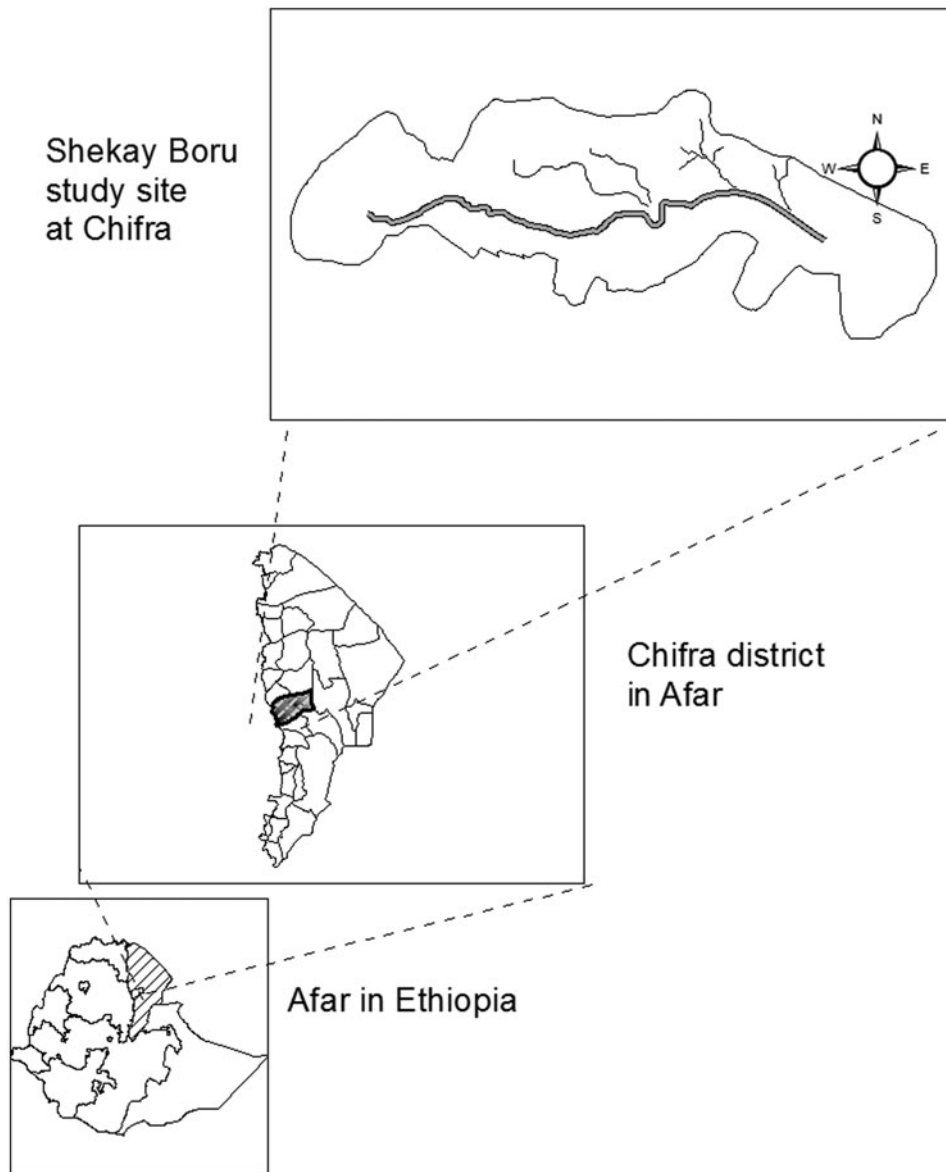 Shekay Boru
study site
at Chifra
N
W
E
S
Chifra district
in Afar
Afar in Ethiopia